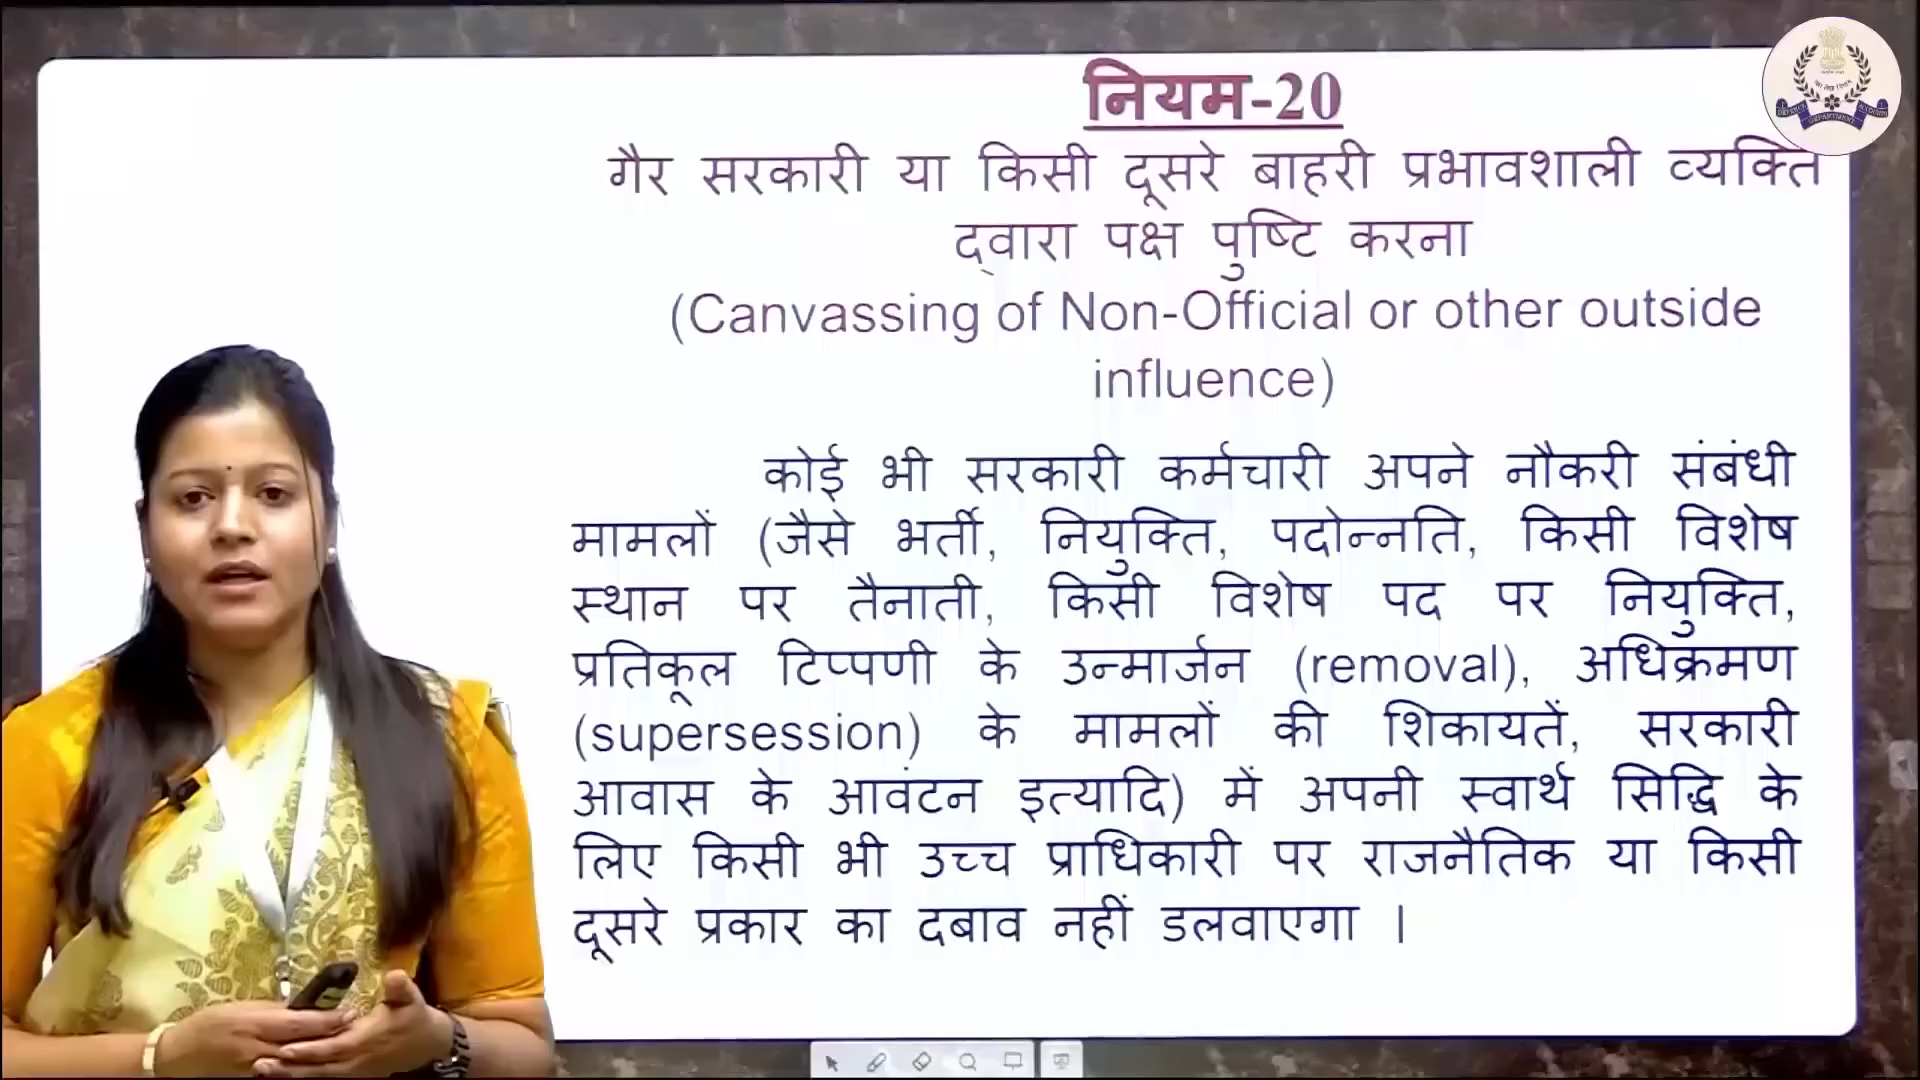 नियम-20
गैर सरकारी या किसी दूसरे बाहरी प्रभावशाली व्यक्ति
द्वारा पक्ष पुष्टि करना
(Canvassing of Non-Official or other outside
influence)
कोई भी सरकारी कर्मचारी अपने नौकरी संबंधी
मामलों (जैसे भर्ती, नियुक्ति, पदोन्नति, किसी विशेष
स्थान पर तैनाती, किसी विशेष पद पर नियुक्ति,
प्रतिकूल टिप्पणी के उन्मार्जन (removal), अधिक्रमण
(supersession) के मामलों की शिकायतें, सरकारी
आवास के आवंटन इत्यादि) में अपनी स्वार्थ सिद्धि के
लिए किसी भी उच्च प्राधिकारी पर राजनैतिक या किसी
दूसरे प्रकार का दबाव नहीं डलवाएगा ।